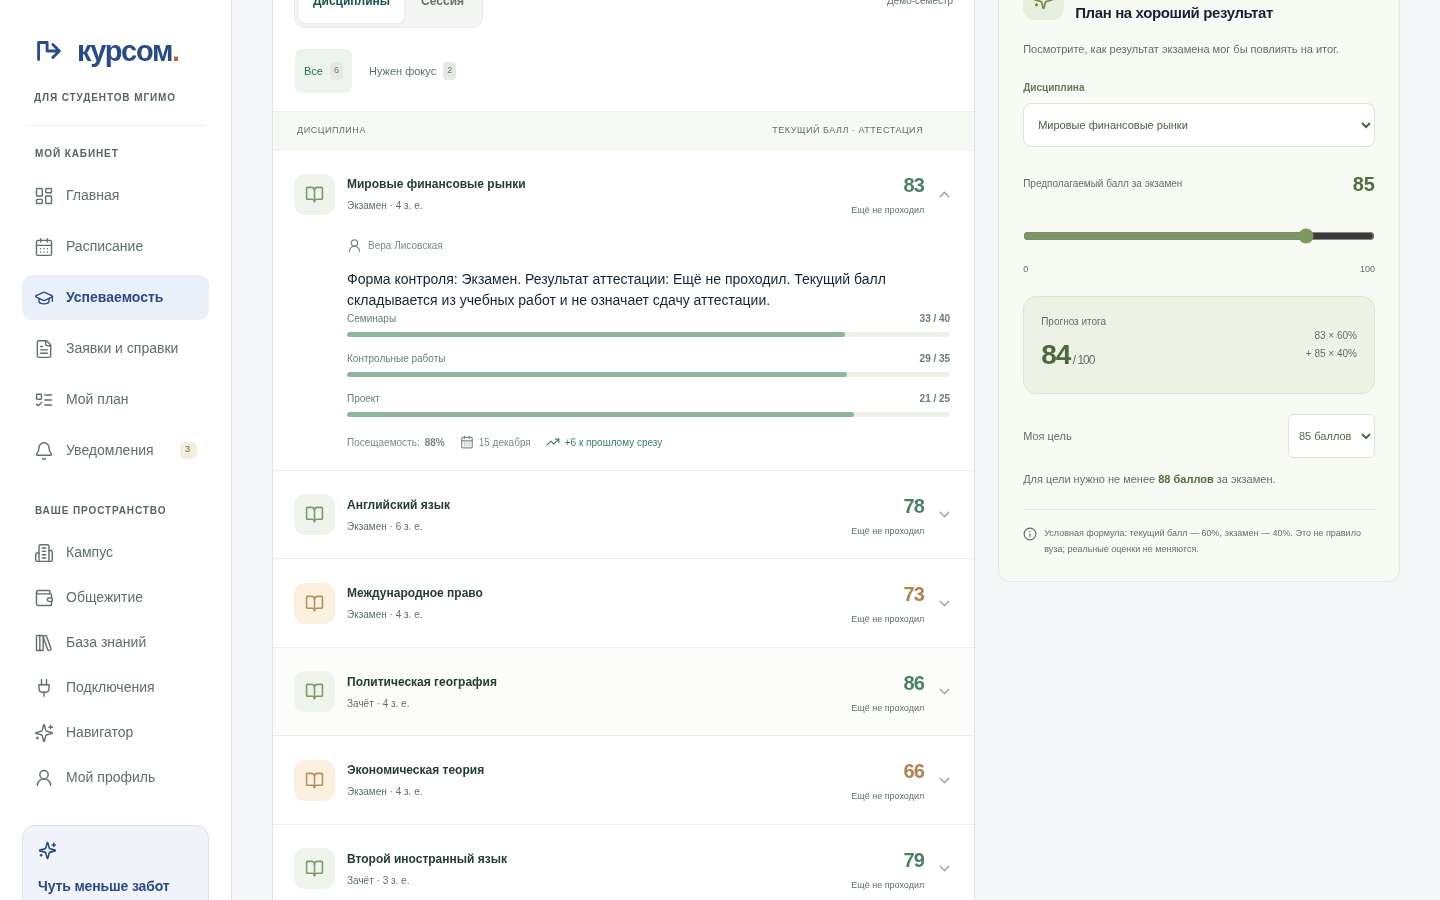 курсом.
ДЛЯ СТУДЕНТОВ МГИМО
МОЙ КАБИНЕТ
Главная
Расписание
Успеваемость
Заявки и справки
Мой план
Уведомления 3
ВАШЕ ПРОСТРАНСТВО
Кампус
Общежитие
База знаний
Подключения
Навигатор
Мой профиль
Чуть меньше забот
Дисциплины Сессия
Демо-семестр
Все 6 Нужен фокус 2
ДИСЦИПЛИНА ТЕКУЩИЙ БАЛЛ · АТТЕСТАЦИЯ
Мировые финансовые рынки 83
Экзамен · 4 з. е. Ещё не проходил
Вера Лисовская
Форма контроля: Экзамен. Результат аттестации: Ещё не проходил. Текущий балл
складывается из учебных работ и не означает сдачу аттестации.
Семинары 33 / 40
Контрольные работы 29 / 35
Проект 21 / 25
Посещаемость: 88% 15 декабря +6 к прошлому срезу
Английский язык 78
Экзамен · 6 з. е. Ещё не проходил
Международное право 73
Экзамен · 4 з. е. Ещё не проходил
Политическая география 86
Зачёт · 4 з. е. Ещё не проходил
Экономическая теория 66
Экзамен · 4 з. е. Ещё не проходил
Второй иностранный язык 79
Зачёт · 3 з. е. Ещё не проходил
План на хороший результат
Посмотрите, как результат экзамена мог бы повлиять на итог.
Дисциплина
Мировые финансовые рынки
Предполагаемый балл за экзамен 85
0 100
Прогноз итога
84 / 100
83 × 60%
+ 85 × 40%
Моя цель 85 баллов
Для цели нужно не менее 88 баллов за экзамен.
Условная формула: текущий балл — 60%, экзамен — 40%. Это не правило
вуза; реальные оценки не меняются.